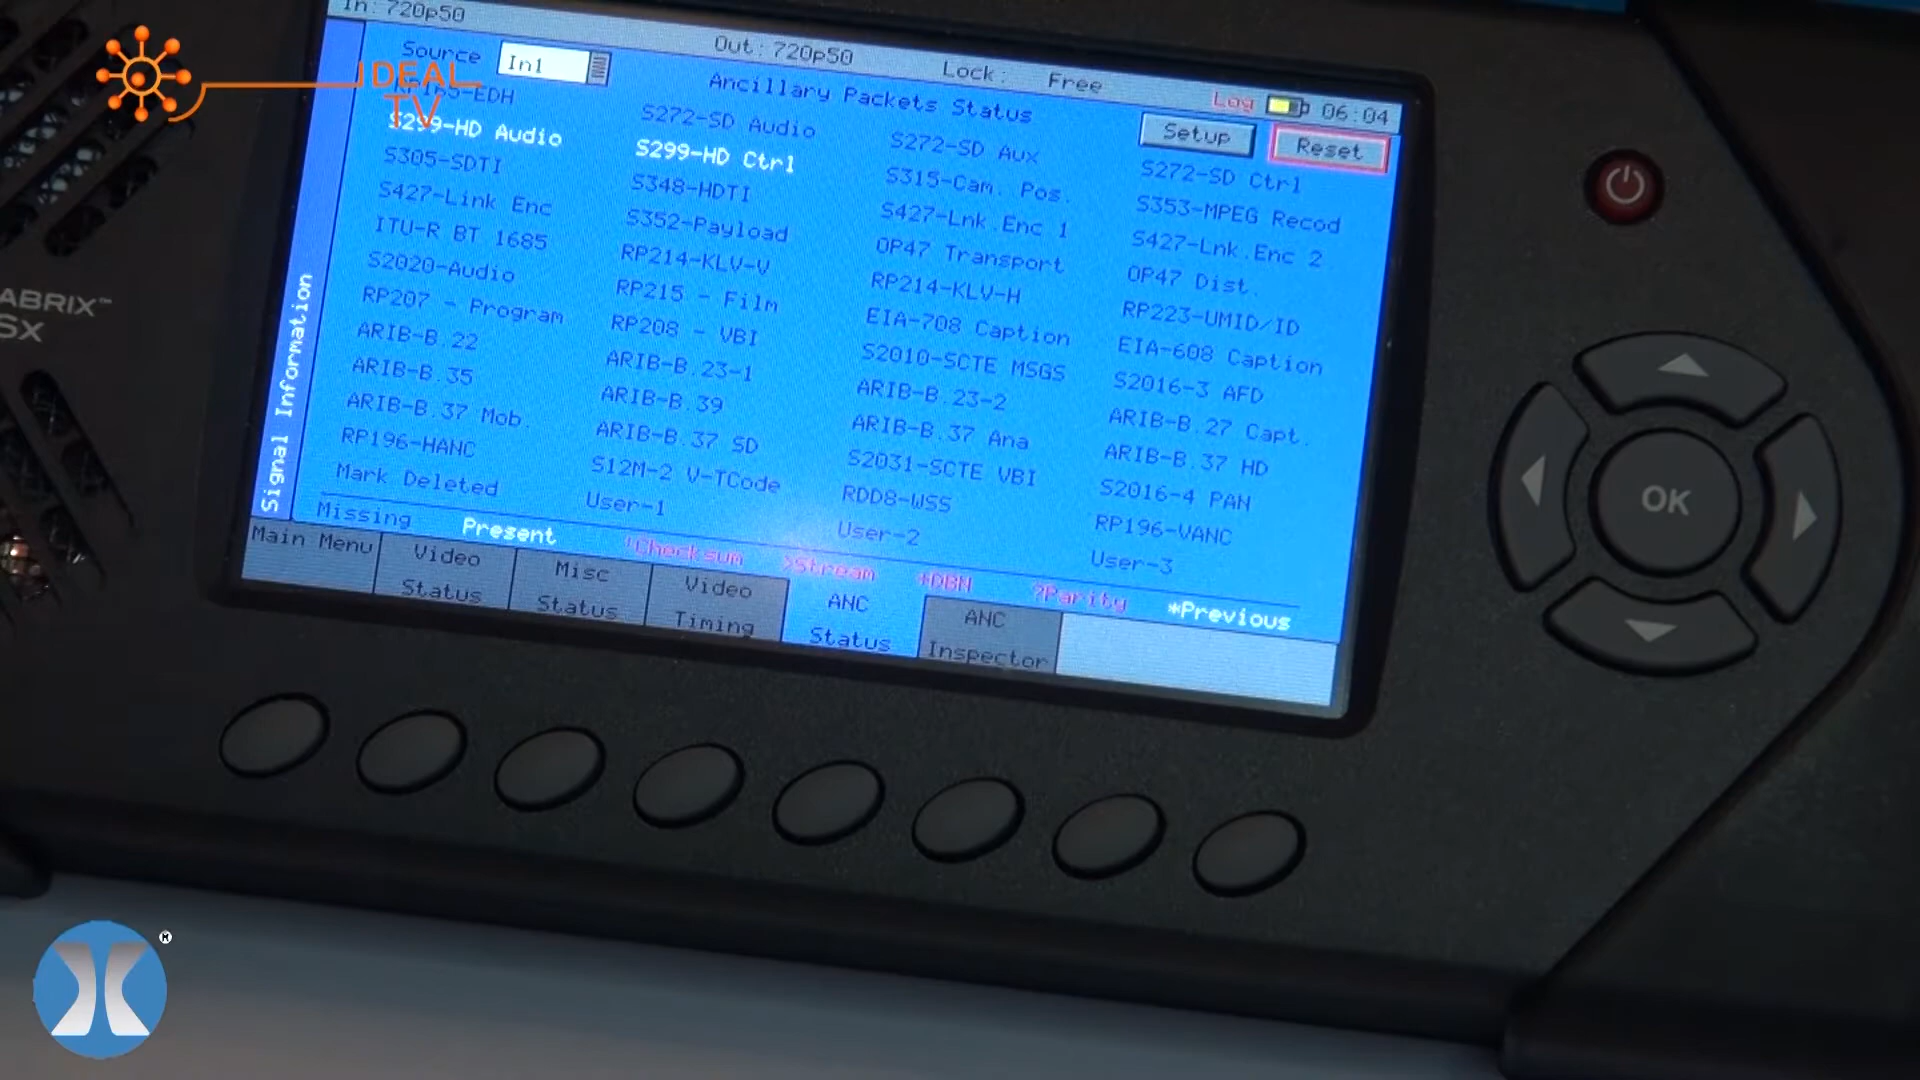 In: 720p50
Out: 720p50
Lock: Free
Log 06:04
Source In1
Ancillary Packets Status
Setup Reset
IDEAL
TV
S272-SD Audio S272-SD Aux S272-SD Ctrl
S299-HD Audio S299-HD Ctrl S315-Cam. Pos. S353-MPEG Recod
S305-SDTI S348-HDTI S427-Lnk.Enc 1 S427-Lnk.Enc 2
S427-Link Enc S352-Payload OP47 Transport OP47 Dist.
ITU-R BT 1685 RP214-KLV-V RP214-KLV-H RP223-UMID/ID
S2020-Audio RP215 - Film EIA-708 Caption EIA-608 Caption
RP207 - Program RP208 - VBI S2010-SCTE MSGS S2016-3 AFD
ARIB-B.22 ARIB-B.23-1 ARIB-B.23-2 ARIB-B.27 Capt.
ARIB-B.35 ARIB-B.39 ARIB-B.37 Ana ARIB-B.37 HD
ARIB-B.37 Mob. ARIB-B.37 SD S2031-SCTE VBI S2016-4 PAN
RP196-HANC S12M-2 V-TCode RDD8-WSS RP196-VANC
Mark Deleted User-1 User-2 User-3
Missing Present !Checksum >Stream +DBN ?Parity *Previous
Signal Information
Main Menu
Video Status
Misc Status
Video Timing
ANC Status
ANC Inspector
ABRIX™
SX
OK